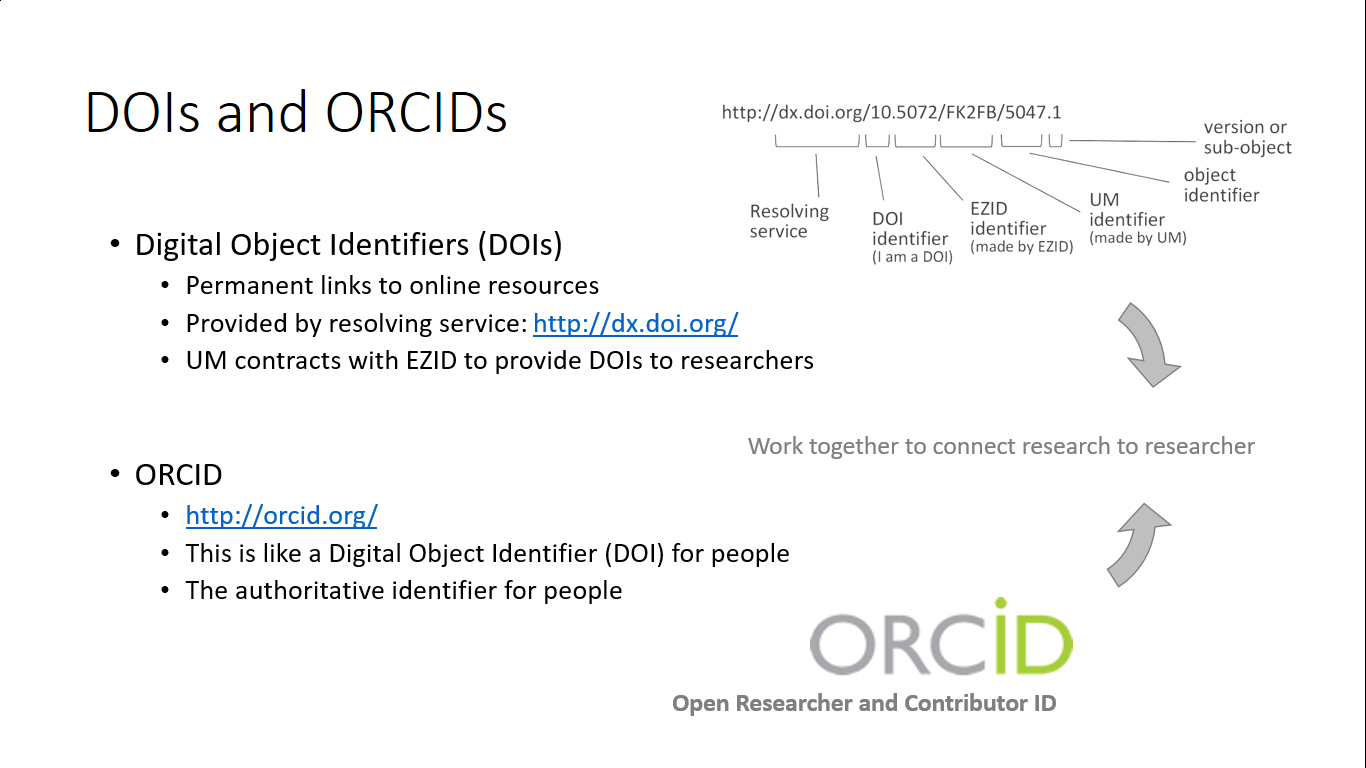 DOIs and ORCIDs
• Digital Object Identifiers (DOIs)
• Permanent links to online resources
• Provided by resolving service: http://dx.doi.org/
• UM contracts with EZID to provide DOIs to researchers
• ORCID
• http://orcid.org/
• This is like a Digital Object Identifier (DOI) for people
• The authoritative identifier for people
http://dx.doi.org/10.5072/FK2FB/5047.1
Resolving
service
DOI
identifier
(I am a DOI)
EZID
identifier
(made by EZID)
UM
identifier
(made by UM)
object
identifier
version or
sub-object
Work together to connect research to researcher
ORCiD
Open Researcher and Contributor ID